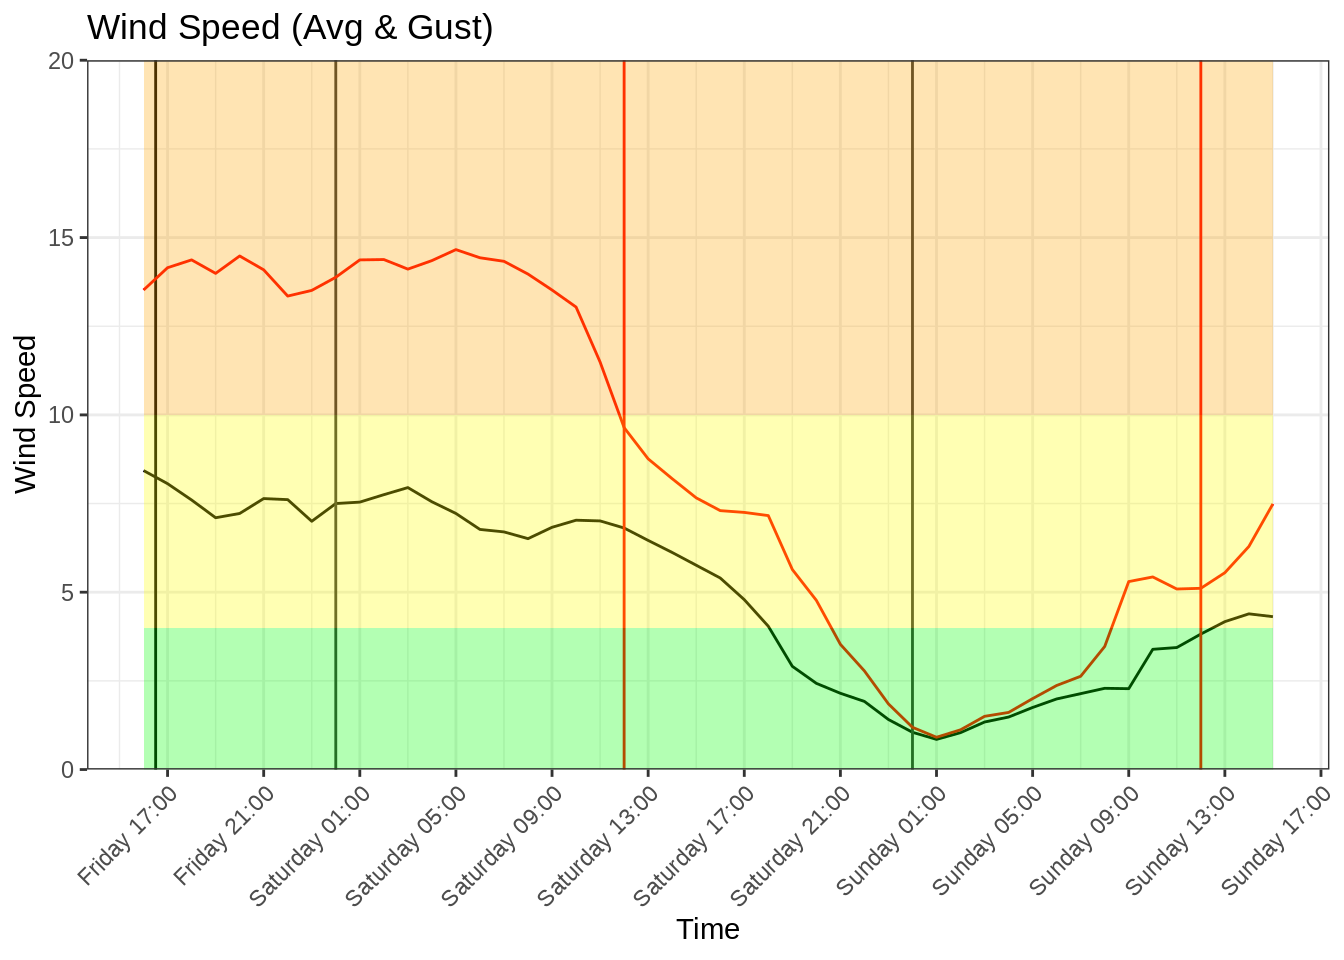 Wind Speed (Avg & Gust)
20
15
10
5
0
Wind Speed
Friday 17:00
Friday 21:00
Saturday 01:00
Saturday 05:00
Saturday 09:00
Saturday 13:00
Saturday 17:00
Saturday 21:00
Sunday 01:00
Sunday 05:00
Sunday 09:00
Sunday 13:00
Sunday 17:00
Time